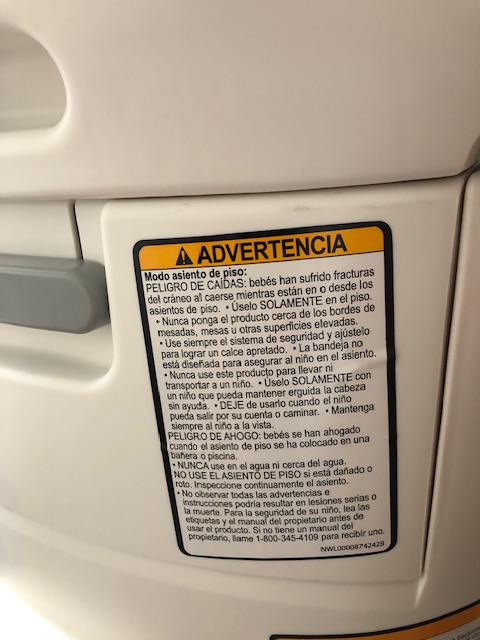 ADVERTENCIA
Modo asiento de piso:
PELIGRO DE CAÍDAS: bebés han sufrido fracturas
del cráneo al caerse mientras están en o desde los
asientos de piso. • Úselo SOLAMENTE en el piso.
• Nunca ponga el producto cerca de los bordes de
mesadas, mesas u otras superficies elevadas.
• Use siempre el sistema de seguridad y ajústelo
para lograr un calce apretado. • La bandeja no
está diseñada para asegurar al niño en el asiento.
• Nunca use este producto para llevar ni
transportar a un niño. • Úselo SOLAMENTE con
un niño que pueda mantener erguida la cabeza
sin ayuda. • DEJE de usarlo cuando el niño
pueda salir por su cuenta o caminar. • Mantenga
siempre al niño a la vista.
PELIGRO DE AHOGO: bebés se han ahogado
cuando el asiento de piso se ha colocado en una
bañera o piscina.
• NUNCA use en el agua ni cerca del agua.
NO USE EL ASIENTO DE PISO si está dañado o
roto. Inspeccione continuamente el asiento.
• No observar todas las advertencias e
instrucciones podría resultar en lesiones serias o
la muerte. Para la seguridad de su niño, lea las
etiquetas y el manual del propietario antes de
usar el producto. Si no tiene un manual del
propietario, llame 1-800-345-4109 para recibir uno.
NWL0000874242B